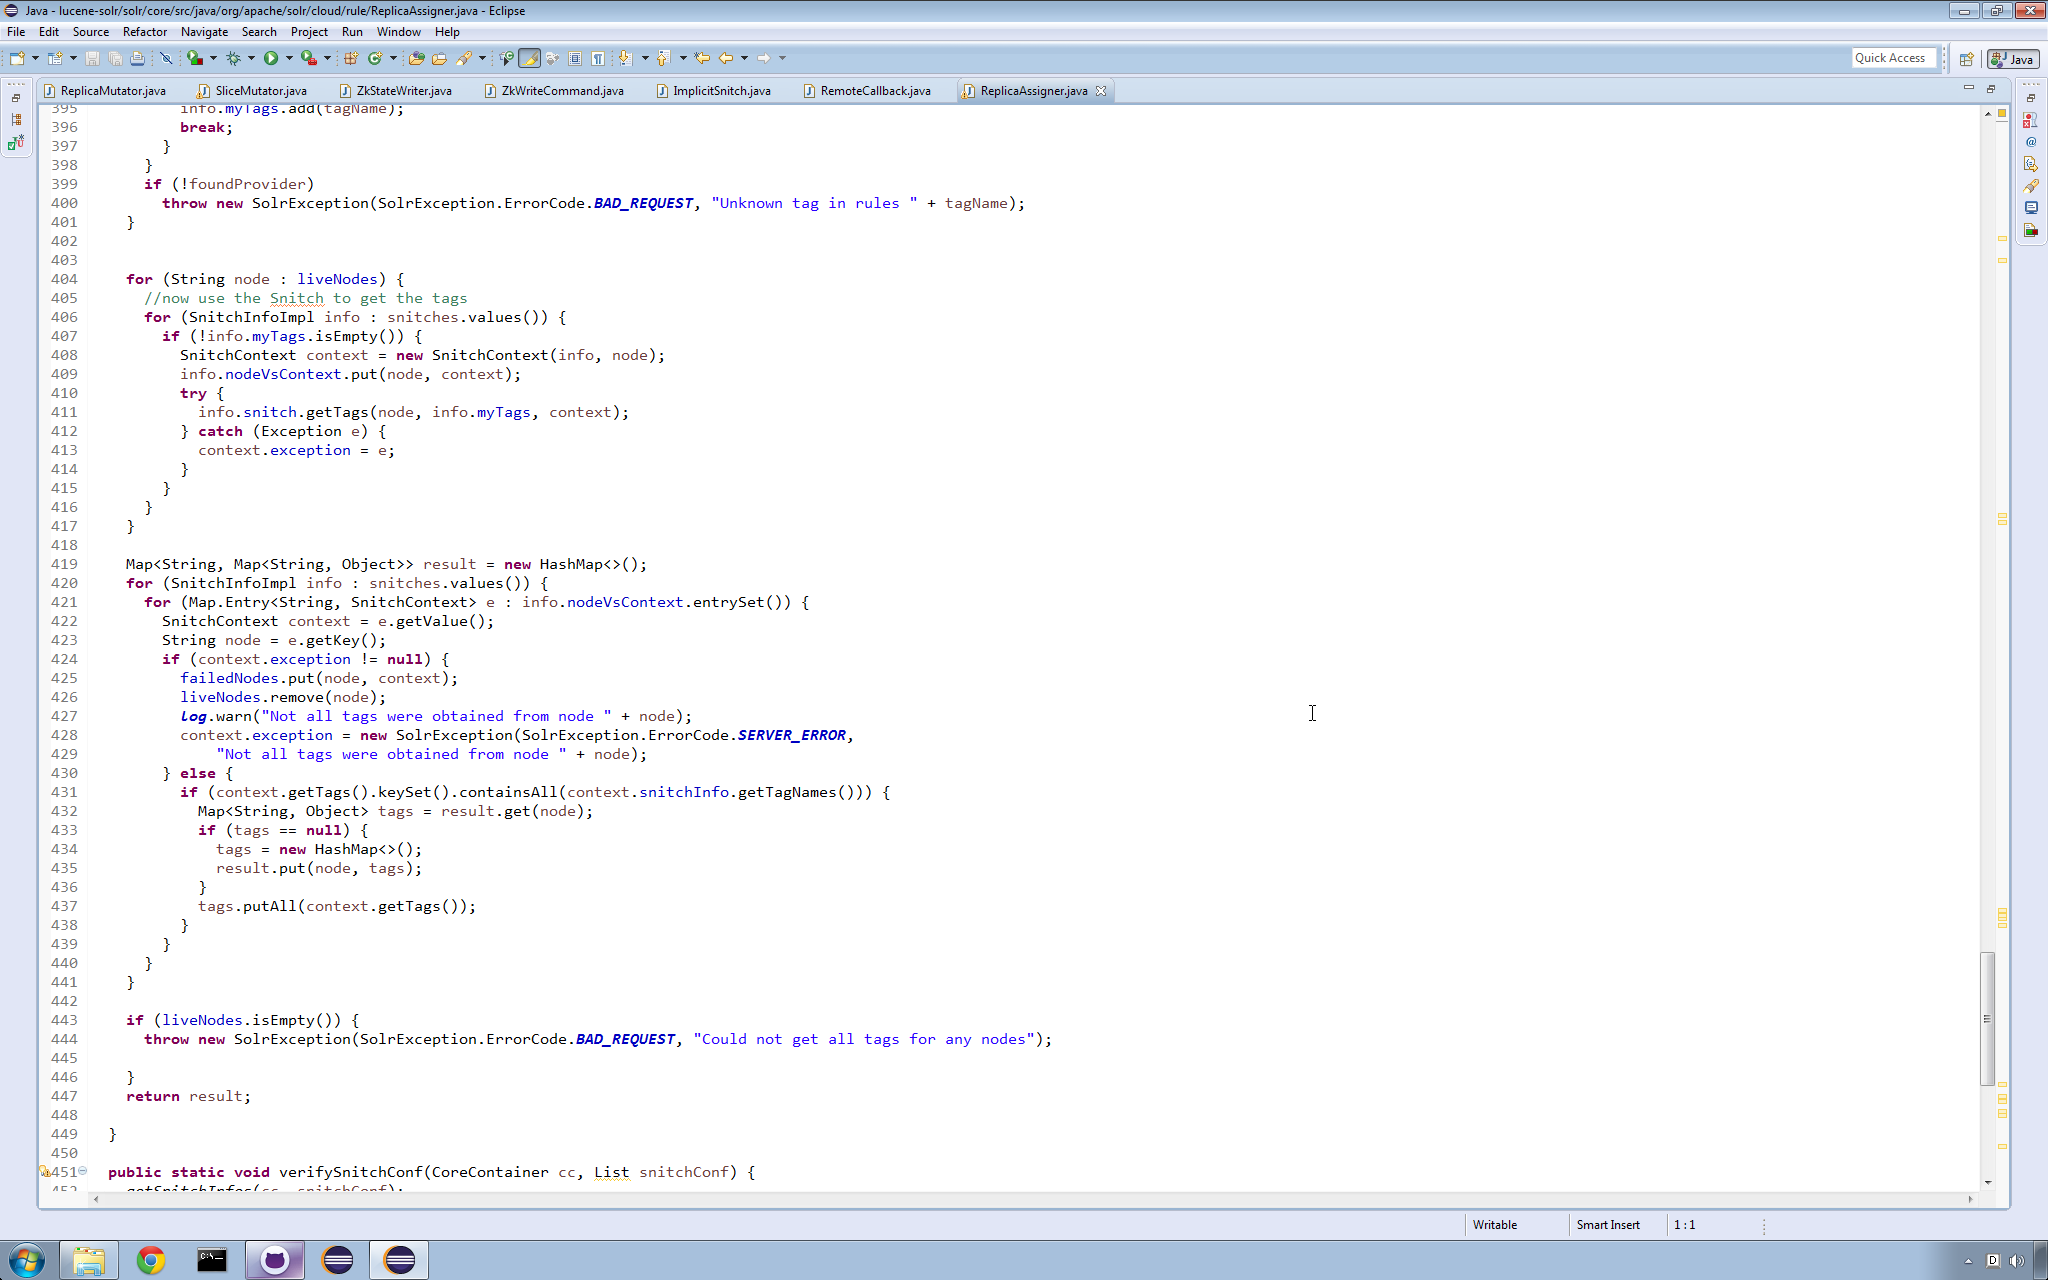 Java - lucene-solr/solr/core/src/java/org/apache/solr/cloud/rule/ReplicaAssigner.java - Eclipse
File Edit Source Refactor Navigate Search Project Run Window Help
Quick Access Java
ReplicaMutator.java SliceMutator.java ZkStateWriter.java ZkWriteCommand.java ImplicitSnitch.java RemoteCallback.java ReplicaAssigner.java
395 info.myTags.add(tagName);
396 break;
397 }
398 }
399 if (!foundProvider)
400 throw new SolrException(SolrException.ErrorCode.BAD_REQUEST, "Unknown tag in rules " + tagName);
401 }
402
403
404 for (String node : liveNodes) {
405 //now use the Snitch to get the tags
406 for (SnitchInfoImpl info : snitches.values()) {
407 if (!info.myTags.isEmpty()) {
408 SnitchContext context = new SnitchContext(info, node);
409 info.nodeVsContext.put(node, context);
410 try {
411 info.snitch.getTags(node, info.myTags, context);
412 } catch (Exception e) {
413 context.exception = e;
414 }
415 }
416 }
417 }
418
419 Map<String, Map<String, Object>> result = new HashMap<>();
420 for (SnitchInfoImpl info : snitches.values()) {
421 for (Map.Entry<String, SnitchContext> e : info.nodeVsContext.entrySet()) {
422 SnitchContext context = e.getValue();
423 String node = e.getKey();
424 if (context.exception != null) {
425 failedNodes.put(node, context);
426 liveNodes.remove(node);
427 log.warn("Not all tags were obtained from node " + node);
428 context.exception = new SolrException(SolrException.ErrorCode.SERVER_ERROR,
429 "Not all tags were obtained from node " + node);
430 } else {
431 if (context.getTags().keySet().containsAll(context.snitchInfo.getTagNames())) {
432 Map<String, Object> tags = result.get(node);
433 if (tags == null) {
434 tags = new HashMap<>();
435 result.put(node, tags);
436 }
437 tags.putAll(context.getTags());
438 }
439 }
440 }
441 }
442
443 if (liveNodes.isEmpty()) {
444 throw new SolrException(SolrException.ErrorCode.BAD_REQUEST, "Could not get all tags for any nodes");
445
446 }
447 return result;
448
449 }
450
451 public static void verifySnitchConf(CoreContainer cc, List snitchConf) {
452 getSnitchInfos(cc, snitchConf);
Writable Smart Insert 1 : 1